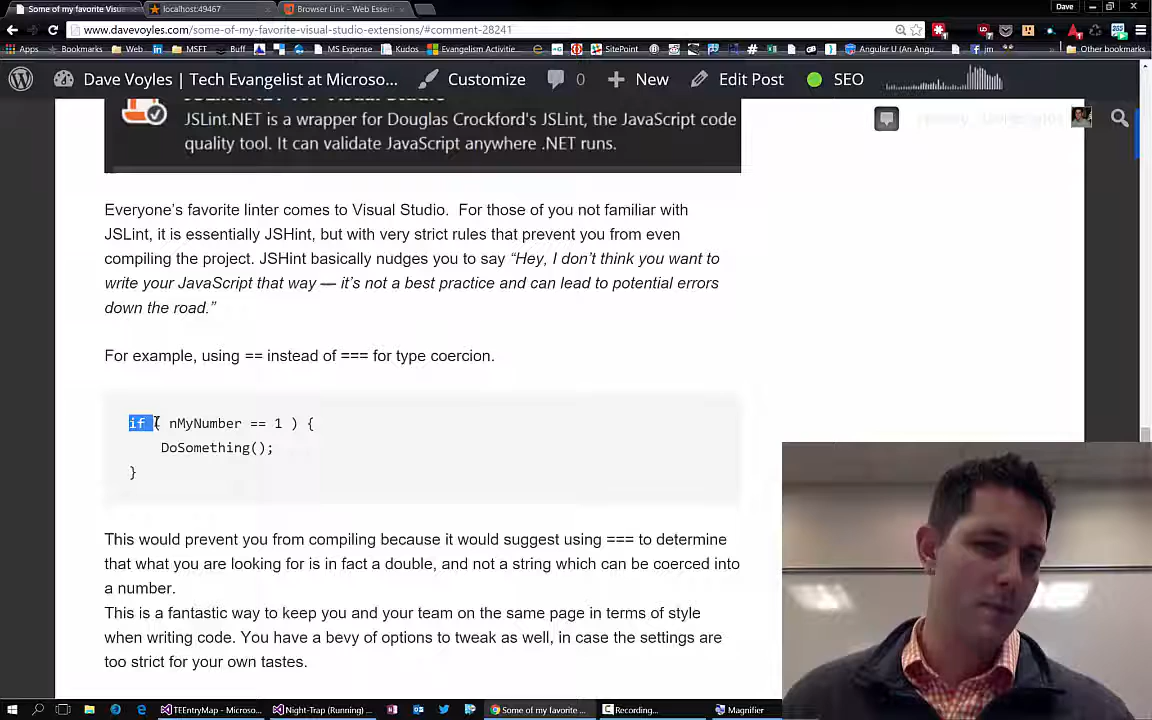 Some of my favorite Visua
localhost:49467
Browser Link - Web Essen
Dave
www.davevoyles.com/some-of-my-favorite-visual-studio-extensions/#comment-28241
Apps
Bookmarks
Web
MSFT
Buff
MS Expense
Kudos
Evangelism Activitie
SitePoint
Angular U (An Angu
jm
Other bookmarks
Dave Voyles | Tech Evangelist at Microso...
Customize
0
New
Edit Post
SEO
JSLint.NET is a wrapper for Douglas Crockford's JSLint, the JavaScript code
quality tool. It can validate JavaScript anywhere .NET runs.
Everyone's favorite linter comes to Visual Studio. For those of you not familiar with
JSLint, it is essentially JSHint, but with very strict rules that prevent you from even
compiling the project. JSHint basically nudges you to say “Hey, I don’t think you want to
write your JavaScript that way — it’s not a best practice and can lead to potential errors
down the road.”
For example, using == instead of === for type coercion.
if ( nMyNumber == 1 ) {
DoSomething();
}
This would prevent you from compiling because it would suggest using === to determine
that what you are looking for is in fact a double, and not a string which can be coerced into
a number.
This is a fantastic way to keep you and your team on the same page in terms of style
when writing code. You have a bevy of options to tweak as well, in case the settings are
too strict for your own tastes.
TEEntryMap - Microso...
Night-Trap (Running) ...
Some of my favorite ...
Recording...
Magnifier